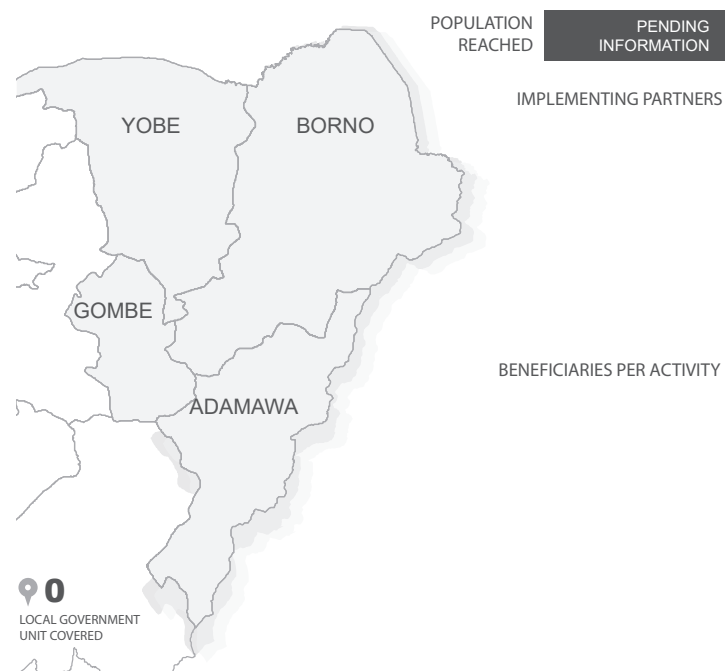 POPULATION
REACHED
PENDING
INFORMATION
IMPLEMENTING PARTNERS
YOBE
BORNO
GOMBE
BENEFICIARIES PER ACTIVITY
ADAMAWA
0
LOCAL GOVERNMENT
UNIT COVERED